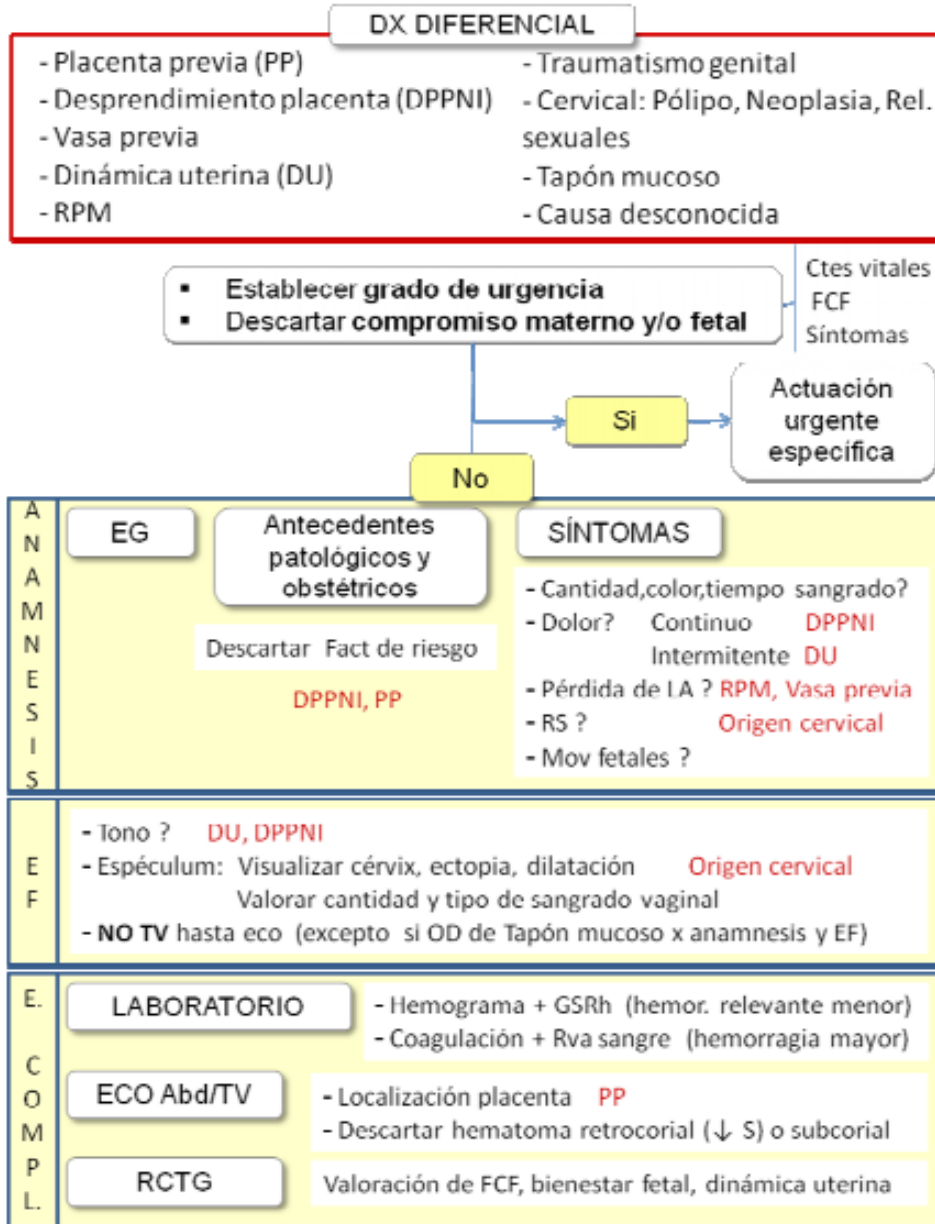 DX DIFERENCIAL
- Placenta previa (PP)
- Desprendimiento placenta (DPPNI)
- Vasa previa
- Dinámica uterina (DU)
- RPM
- Traumatismo genital
- Cervical: Pólipo, Neoplasia, Rel.
sexuales
- Tapón mucoso
- Causa desconocida
▪ Establecer grado de urgencia
▪ Descartar compromiso materno y/o fetal
Ctes vitales
FCF
Síntomas
Si
Actuación
urgente
específica
No
ANAMNESIS
EG
Antecedentes
patológicos y
obstétricos
Descartar Fact de riesgo
DPPNI, PP
SÍNTOMAS
- Cantidad,color,tiempo sangrado?
- Dolor? Continuo DPPNI
Intermitente DU
- Pérdida de LA ? RPM, Vasa previa
- RS ? Origen cervical
- Mov fetales ?
EF
- Tono ? DU, DPPNI
- Espéculum: Visualizar cérvix, ectopia, dilatación Origen cervical
Valorar cantidad y tipo de sangrado vaginal
- NO TV hasta eco (excepto si OD de Tapón mucoso x anamnesis y EF)
E. COMPL.
LABORATORIO
- Hemograma + GSRh (hemor. relevante menor)
- Coagulación + Rva sangre (hemorragia mayor)
ECO Abd/TV
- Localización placenta PP
- Descartar hematoma retrocorial (↓ S) o subcorial
RCTG
Valoración de FCF, bienestar fetal, dinámica uterina